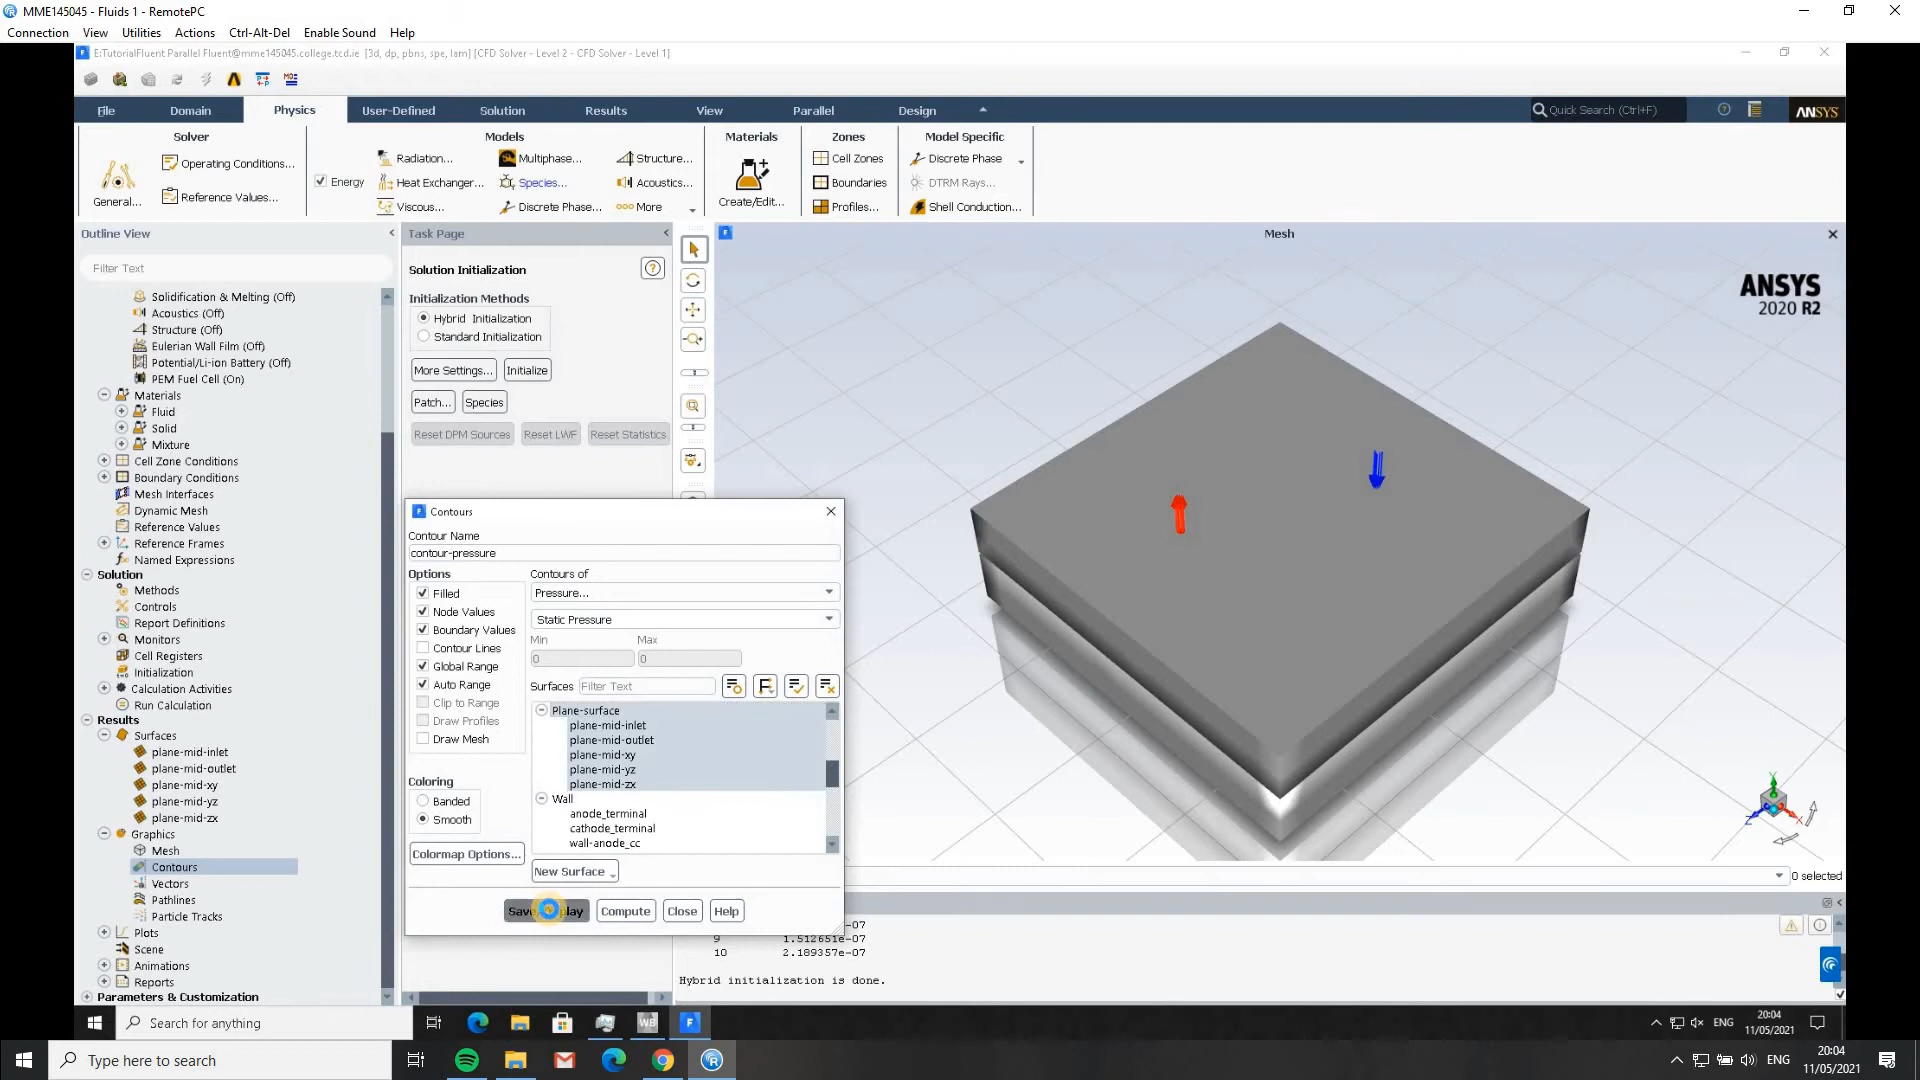 MME145045 - Fluids 1 - RemotePC
Connection View Utilities Actions Ctrl-Alt-Del Enable Sound Help
E:TutorialFluent Parallel Fluent@mme145045.college.tcd.ie [3d, dp, pbns, spe, lam] [CFD Solver - Level 2 - CFD Solver - Level 1]
File Domain Physics User-Defined Solution Results View Parallel Design Quick Search (Ctrl+F) ANSYS
Solver Models Materials Zones Model Specific
General... Operating Conditions... Reference Values...
Energy
Radiation... Multiphase... Structure...
Heat Exchanger... Species... Acoustics...
Viscous... Discrete Phase... More
Create/Edit...
Cell Zones
Boundaries
Profiles...
Discrete Phase
DTRM Rays...
Shell Conduction...
Outline View
Filter Text
Solidification & Melting (Off)
Acoustics (Off)
Structure (Off)
Eulerian Wall Film (Off)
Potential/Li-ion Battery (Off)
PEM Fuel Cell (On)
Materials
Fluid
Solid
Mixture
Cell Zone Conditions
Boundary Conditions
Mesh Interfaces
Dynamic Mesh
Reference Values
Reference Frames
Named Expressions
Solution
Methods
Controls
Report Definitions
Monitors
Cell Registers
Initialization
Calculation Activities
Run Calculation
Results
Surfaces
plane-mid-inlet
plane-mid-outlet
plane-mid-xy
plane-mid-yz
plane-mid-zx
Graphics
Mesh
Contours
Vectors
Pathlines
Particle Tracks
Plots
Scene
Animations
Reports
Parameters & Customization
Task Page
Solution Initialization
Initialization Methods
Hybrid Initialization
Standard Initialization
More Settings... Initialize
Patch... Species
Reset DPM Sources Reset LWF Reset Statistics
Contours
Contour Name
contour-pressure
Options
Filled
Node Values
Boundary Values
Contour Lines
Global Range
Auto Range
Clip to Range
Draw Profiles
Draw Mesh
Coloring
Banded
Smooth
Colormap Options...
Contours of
Pressure...
Static Pressure
Min Max
0 0
Surfaces Filter Text
Plane-surface
plane-mid-inlet
plane-mid-outlet
plane-mid-xy
plane-mid-yz
plane-mid-zx
Wall
anode_terminal
cathode_terminal
wall-anode_cc
New Surface
Compute Close Help
Mesh
ANSYS
2020 R2
Y
Z X
0 selected
9 1.512651e-07
10 2.189357e-07
Hybrid initialization is done.
Search for anything
WB
ENG 20:04
11/05/2021
Type here to search
ENG 20:04
11/05/2021